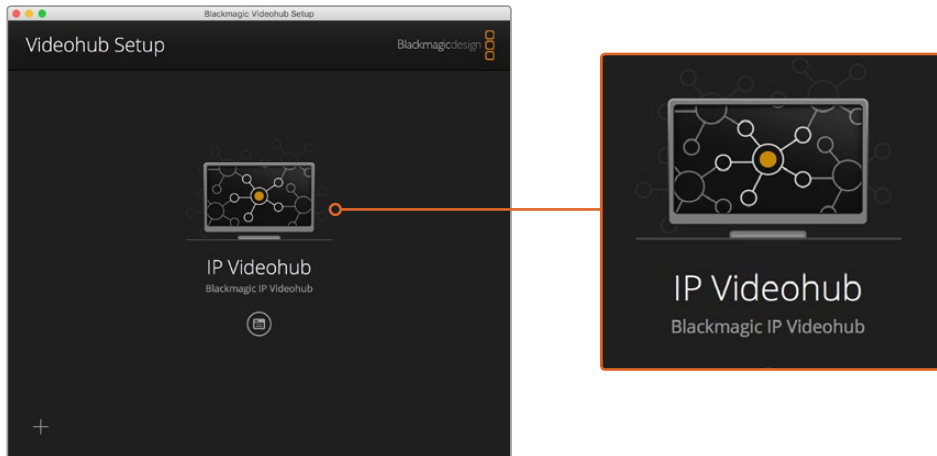 Blackmagic Videohub Setup
Videohub Setup
Blackmagicdesign
IP Videohub
Blackmagic IP Videohub
IP Videohub
Blackmagic IP Videohub